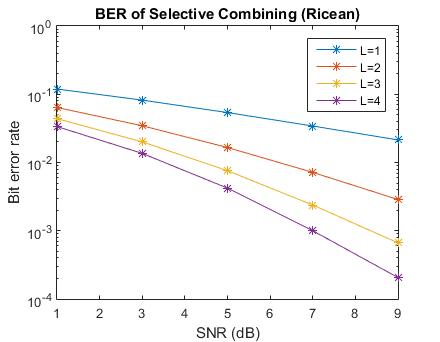 BER of Selective Combining (Ricean)
10^0
10^-1
10^-2
10^-3
10^-4
Bit error rate
L=1
L=2
L=3
L=4
1 2 3 4 5 6 7 8 9
SNR (dB)